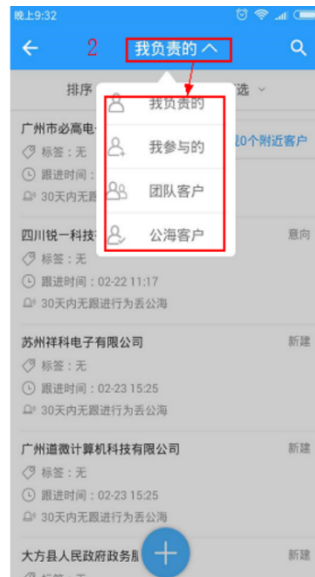 晚上9:32
2
我负责的
排序
选
我负责的
我参与的
团队客户
公海客户
广州市必高电
0个附近客户
标签：无
跟进时间：
30天内无跟
四川锐一科技
意向
标签：无
跟进时间：02-22 11:17
30天内无跟进行为丢公海
苏州祥科电子有限公司
新建
标签：无
跟进时间：02-23 15:25
30天内无跟进行为丢公海
广州道微计算机科技有限公司
新建
标签：无
跟进时间：02-23 15:25
30天内无跟进行为丢公海
大方县人民政府政务服
新建